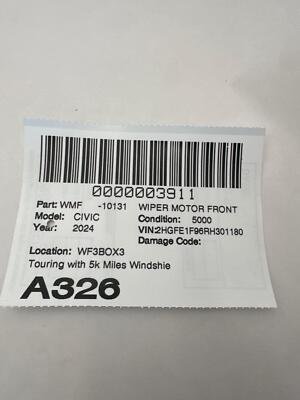 0000003911
Part: WMF -10131 WIPER MOTOR FRONT
Model: CIVIC Condition: 5000
Year: 2024 VIN:2HGFE1F96RH301180
Damage Code:
Location: WF3BOX3
Touring with 5k Miles Windshie
A326